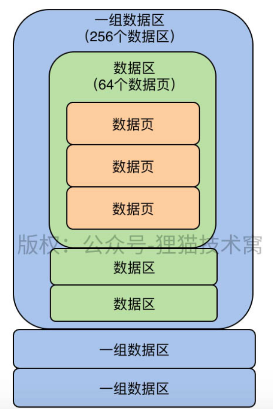 一组数据区
（256个数据区）
数据区
（64个数据页）
数据页
数据页
数据页
版权：公众号-狸猫技术窝
数据区
数据区
一组数据区
一组数据区